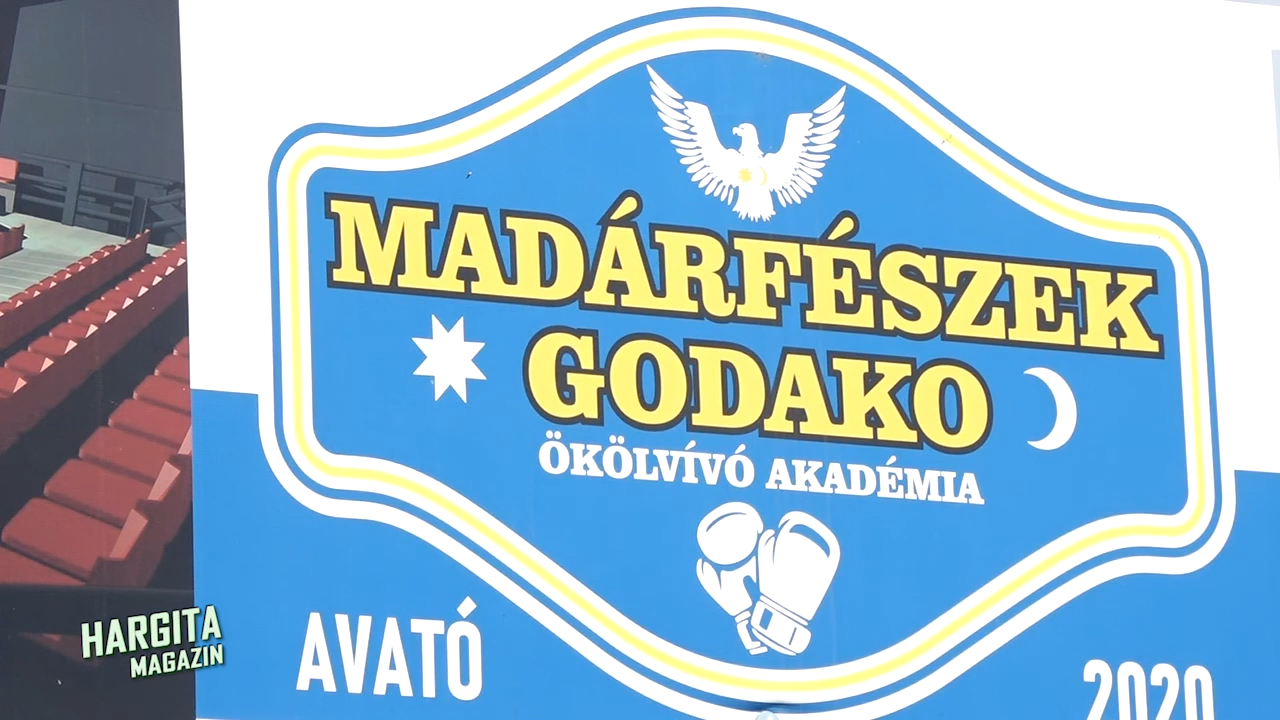 MADÁRFÉSZEK
GODAKO
ÖKÖLVÍVÓ AKADÉMIA
AVATÓ
2020
HARGITA
MAGAZIN